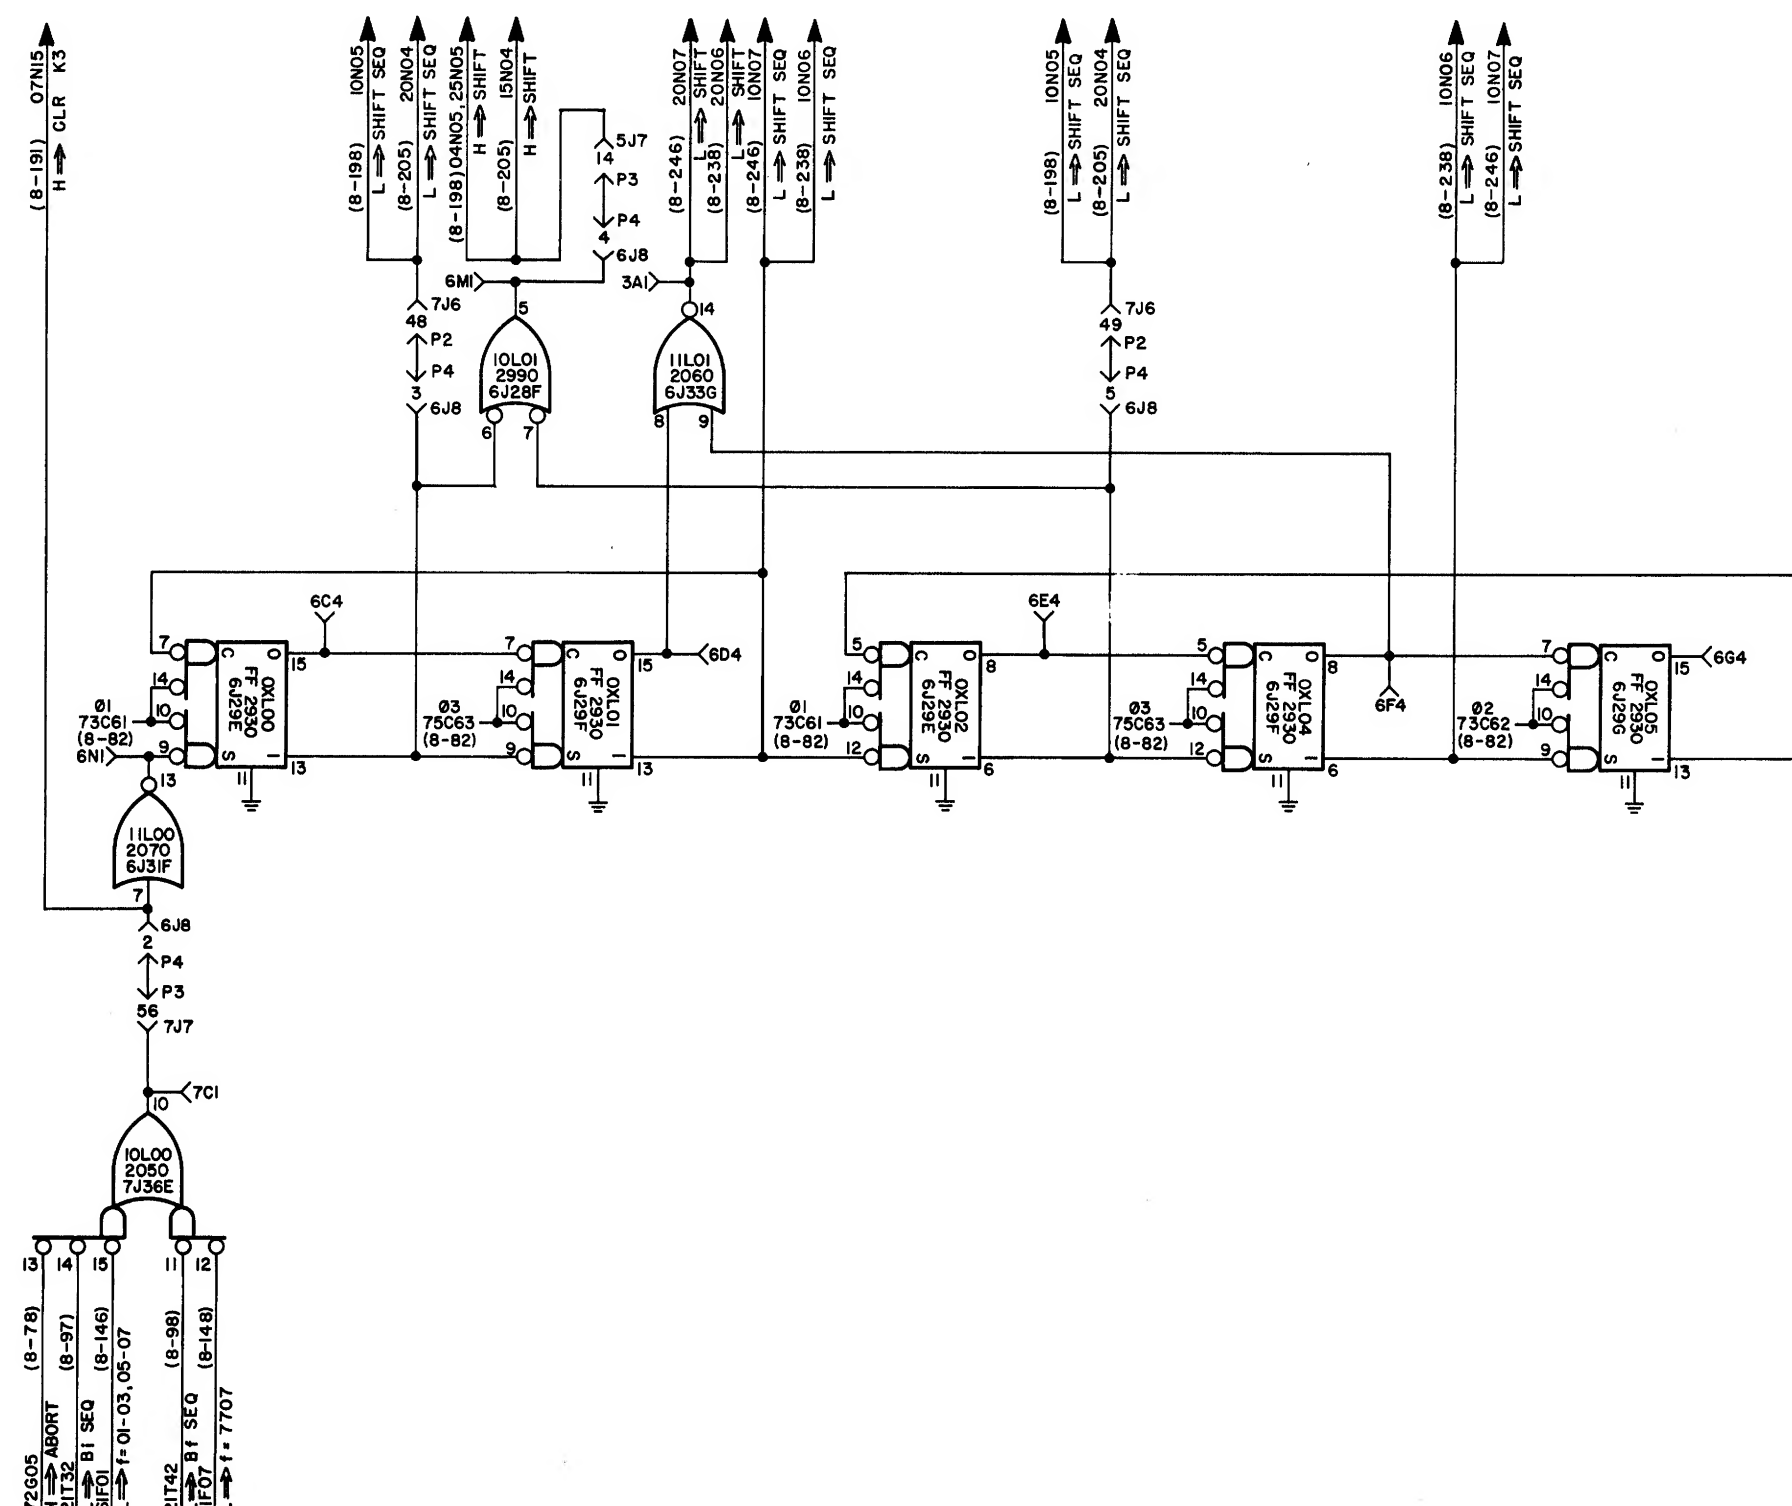 (8-191) 07N15
H⟹CLR K3
(8-198) 10N05
L⟹SHIFT SEQ
(8-205) 20N04
L⟹SHIFT SEQ
(8-198) 04N05, 25N05
H⟹SHIFT
(8-205) 15N04
H⟹SHIFT
5J7
14
P3
P4
4
6J8
(8-246) 20N07
L⟹SHIFT
(8-238) 20N06
L⟹SHIFT
(8-246) 10N07
L⟹SHIFT SEQ
(8-238) 10N06
L⟹SHIFT SEQ
(8-198) 10N05
L⟹SHIFT SEQ
(8-205) 20N04
L⟹SHIFT SEQ
(8-238) 10N06
L⟹SHIFT SEQ
(8-246) 10N07
L⟹SHIFT SEQ
6M1
3A1
7J6
48
P2
P4
3
6J8
5
10L01
2990
6J28F
6
7
14
11L01
2060
6J33G
8
9
7J6
49
P2
P4
5
6J8
6C4
7
14
Ø1
73C61
(8-82)
10
6N1
9
C
O
0XL00
FF 2930
6J29E
S
1
15
13
11
7
14
Ø3
75C63
(8-82)
10
9
C
O
0XL01
FF 2930
6J29F
S
1
15
13
11
6D4
6E4
5
14
Ø1
73C61
(8-82)
10
12
C
O
0XL02
FF 2930
6J29E
S
1
8
6
11
5
14
Ø3
75C63
(8-82)
10
12
C
O
0XL04
FF 2930
6J29F
S
1
8
6
11
6F4
7
14
Ø2
73C62
(8-82)
10
9
C
O
0XL05
FF 2930
6J29G
S
1
15
13
11
6G4
13
11L00
2070
6J31F
7
6J8
2
P4
P3
56
7J7
7C1
10
10L00
2050
7J36E
13
14
15
11
12
72G05 (8-78)
H⟹ABORT
21T32 (8-97)
⟹Bi SEQ
1F01 (8-146)
⟹f=01-03,05-07
21T42 (8-98)
⟹Bf SEQ
1F07 (8-148)
⟹f=7707